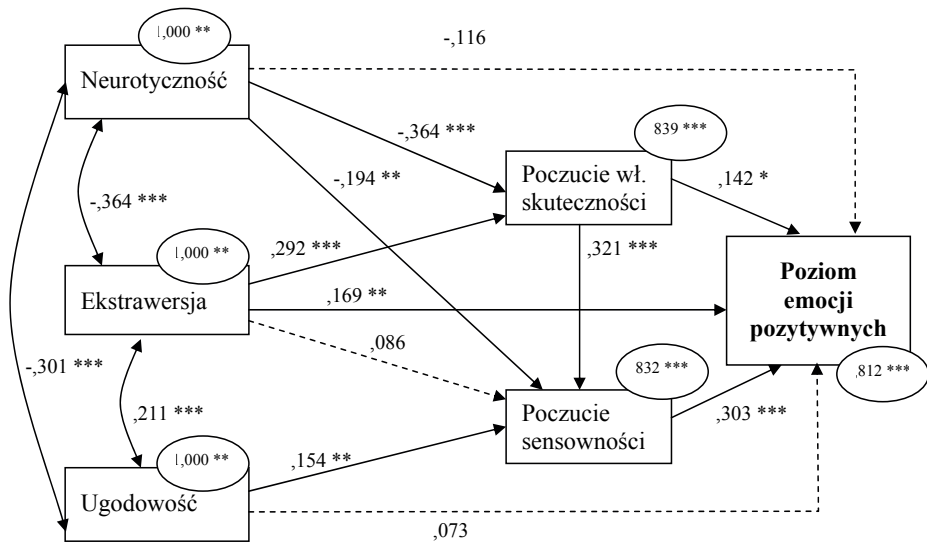 1,000 **
-,116
Neurotyczność
-,364 ***
839 ***
-,194 **
Poczucie wł.
skuteczności
,142 *
-,364 ***
1,000 **
,292 ***
,321 ***
Poziom
emocji
pozytywnych
Ekstrawersja
,169 **
,086
-,301 ***
832 ***
,812 ***
,211 ***
Poczucie
sensowności
,303 ***
1,000 **
,154 **
Ugodowość
,073